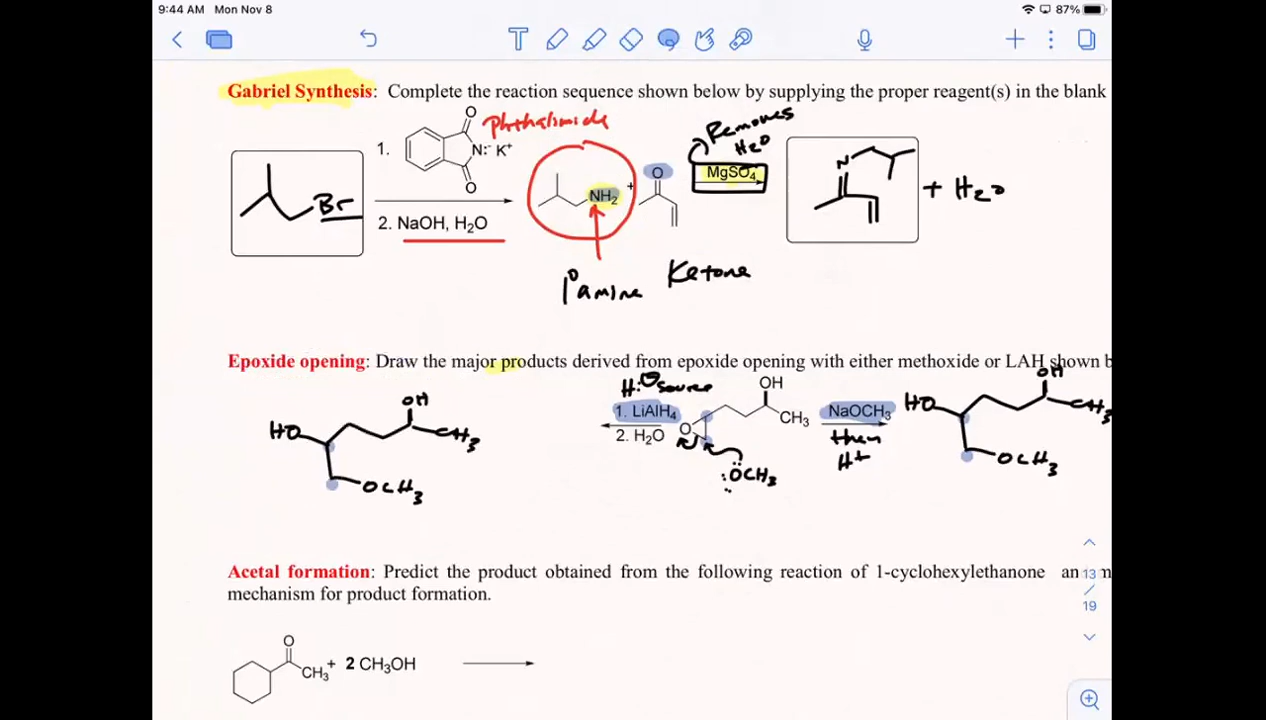 9:44 AM Mon Nov 8
87%
Gabriel Synthesis: Complete the reaction sequence shown below by supplying the proper reagent(s) in the blank
O
Phthalimide
1.
N:⁻ K⁺
O
Br
2. NaOH, H₂O
NH₂
+
O
Removes
H₂O
MgSO₄
N
+ H₂O
1° amine
Ketone
Epoxide opening: Draw the major products derived from epoxide opening with either methoxide or LAH shown b
OH
HO
CH₃
OCH₃
H:⊖ source
1. LiAlH₄
2. H₂O
O
OH
CH₃
:OCH₃
NaOCH₃
then
H+
OH
HO
CH₃
OCH₃
Acetal formation: Predict the product obtained from the following reaction of 1-cyclohexylethanone an m
mechanism for product formation.
O
CH₃
+ 2 CH₃OH
13
/
19